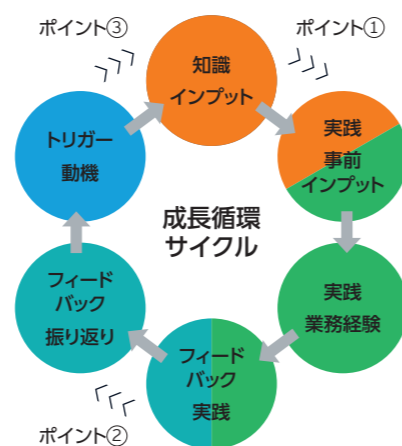 ポイント③
ポイント①
知識
インプット
トリガー
動機
実践
事前
インプット
成長循環
サイクル
フィード
バック
振り返り
実践
業務経験
フィード
バック
実践
ポイント②